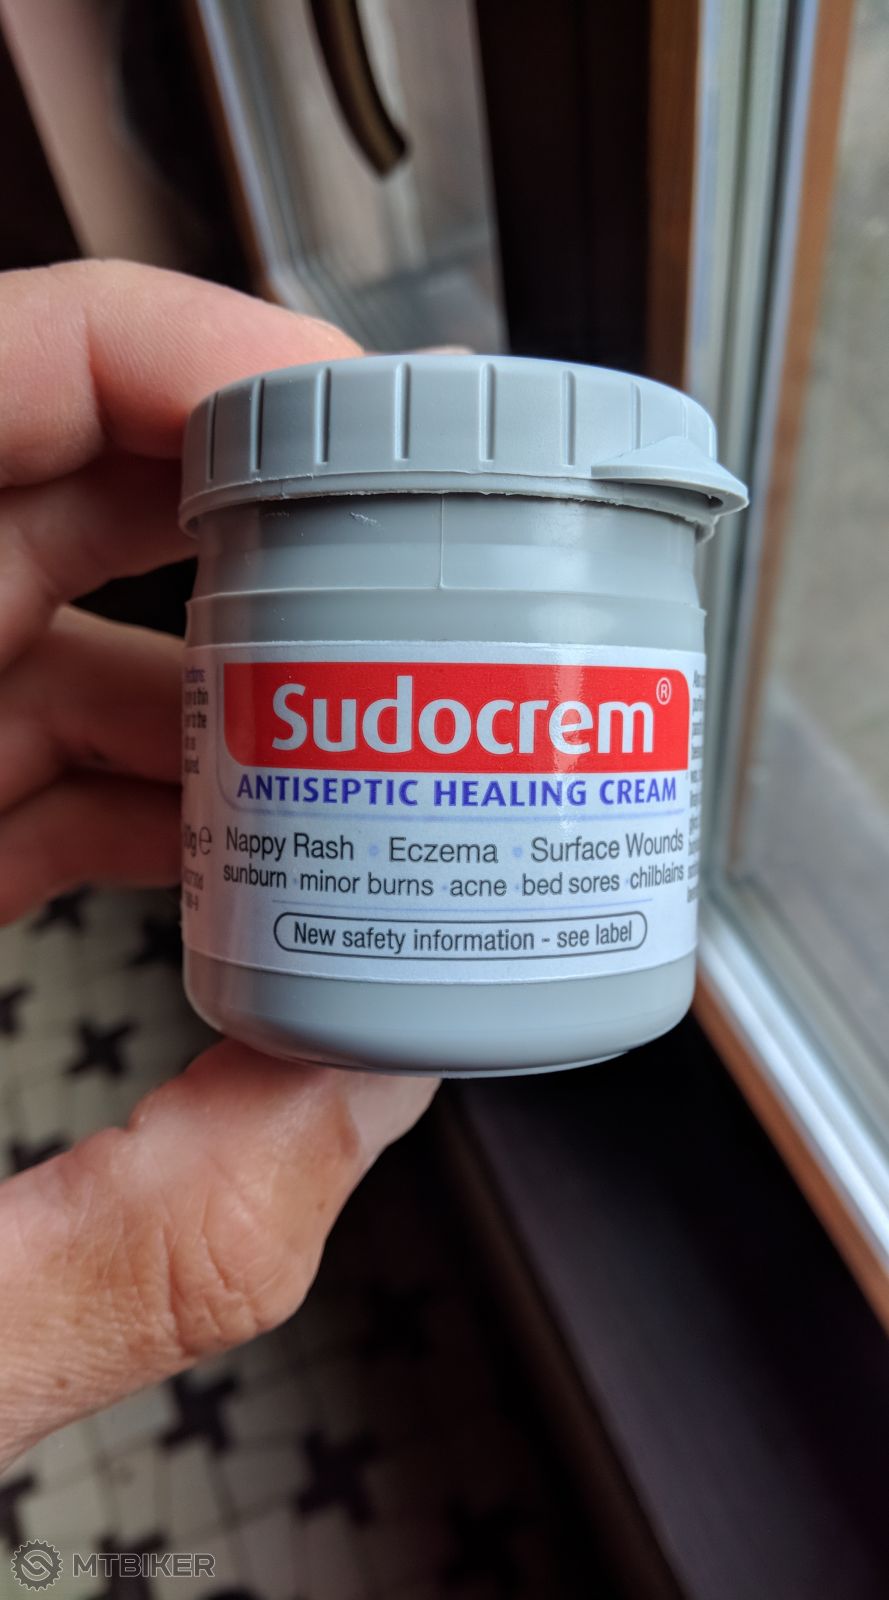 Sudocrem®
ANTISEPTIC HEALING CREAM
Nappy Rash • Eczema • Surface Wounds
sunburn • minor burns • acne • bed sores • chilblains
New safety information - see label
MTBIKER